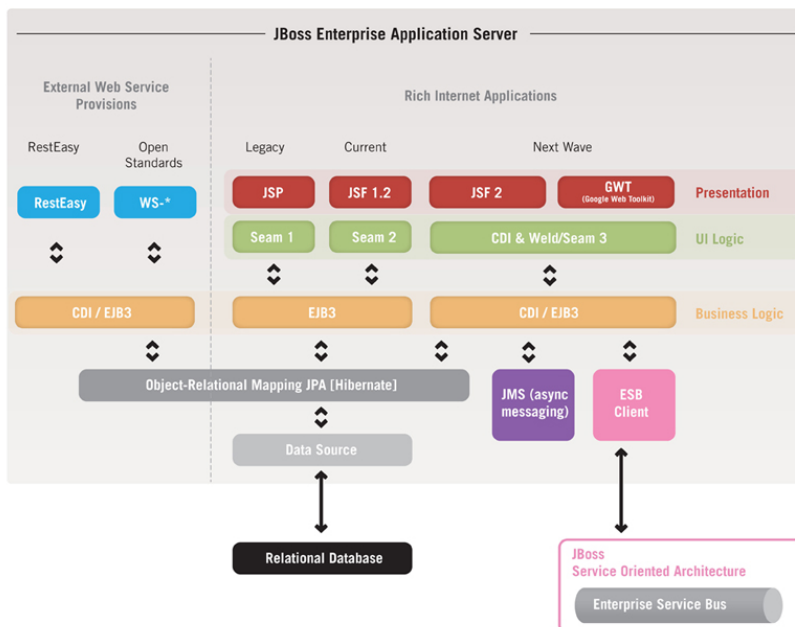 JBoss Enterprise Application Server
External Web Service
Provisions
Rich Internet Applications
RestEasy
Open
Standards
Legacy
Current
Next Wave
RestEasy
WS-*
JSP
JSF 1.2
JSF 2
GWT
(Google Web Toolkit)
Presentation
Seam 1
Seam 2
CDI & Weld/Seam 3
UI Logic
CDI / EJB3
EJB3
CDI / EJB3
Business Logic
Object-Relational Mapping JPA [Hibernate]
JMS (async
messaging)
ESB
Client
Data Source
Relational Database
JBoss
Service Oriented Architecture
Enterprise Service Bus